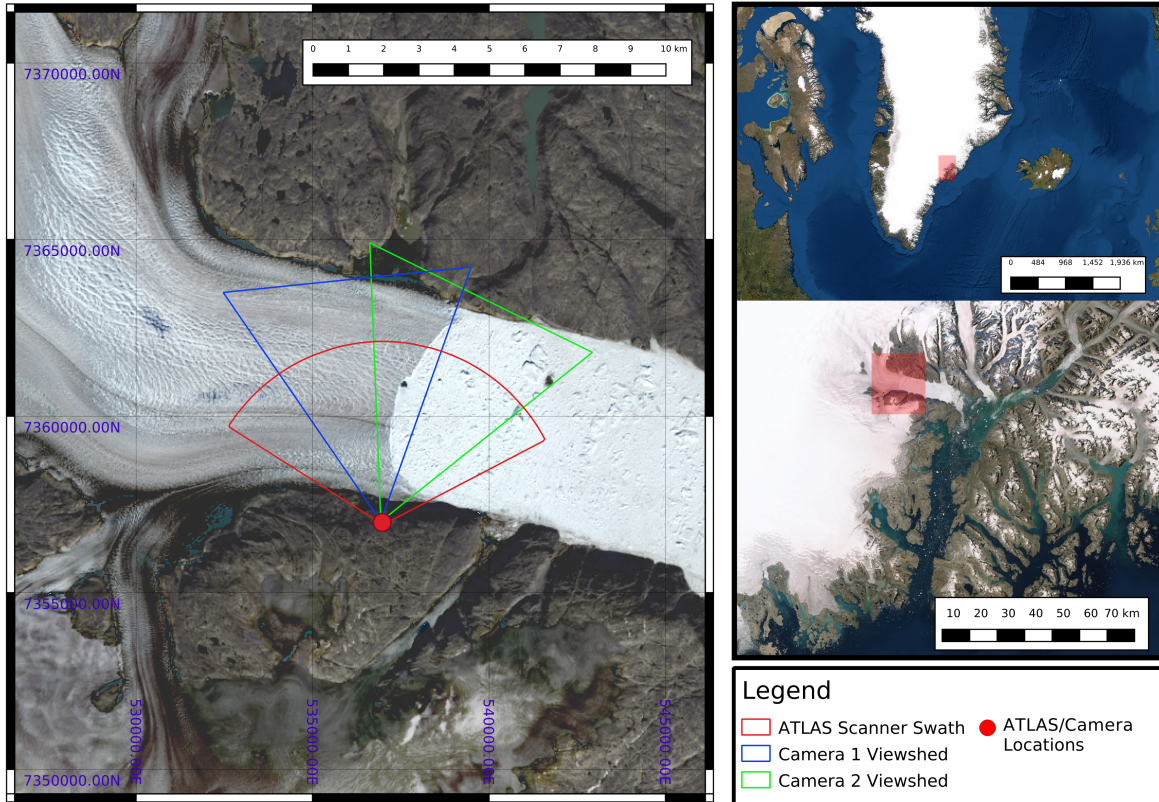 0 1 2 3 4 5 6 7 8 9 10 km
7370000.00N
7365000.00N
7360000.00N
7355000.00N
7350000.00N
530000.00E
535000.00E
540000.00E
545000.00E
0 484 968 1,452 1,936 km
10 20 30 40 50 60 70 km
Legend
ATLAS Scanner Swath
Camera 1 Viewshed
Camera 2 Viewshed
ATLAS/Camera
Locations